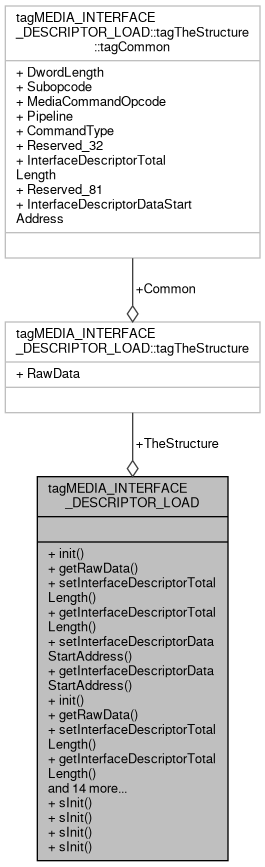 tagMEDIA_INTERFACE
_DESCRIPTOR_LOAD::tagTheStructure
::tagCommon
+ DwordLength
+ Subopcode
+ MediaCommandOpcode
+ Pipeline
+ CommandType
+ Reserved_32
+ InterfaceDescriptorTotal
Length
+ Reserved_81
+ InterfaceDescriptorDataStart
Address
+Common
tagMEDIA_INTERFACE
_DESCRIPTOR_LOAD::tagTheStructure
+ RawData
+TheStructure
tagMEDIA_INTERFACE
_DESCRIPTOR_LOAD
+ init()
+ getRawData()
+ setInterfaceDescriptorTotal
Length()
+ getInterfaceDescriptorTotal
Length()
+ setInterfaceDescriptorData
StartAddress()
+ getInterfaceDescriptorData
StartAddress()
+ init()
+ getRawData()
+ setInterfaceDescriptorTotal
Length()
+ getInterfaceDescriptorTotal
Length()
and 14 more...
+ sInit()
+ sInit()
+ sInit()
+ sInit()